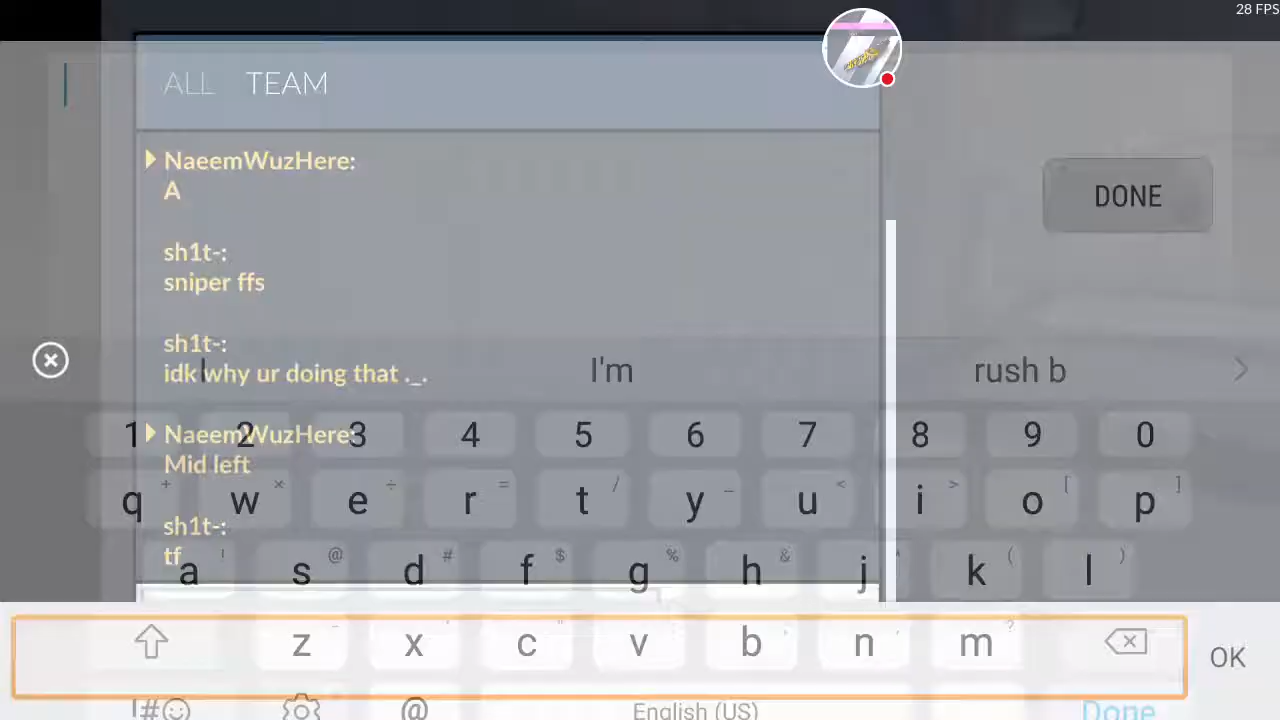 28 FPS
ALL TEAM
NaeemWuzHere:
A
DONE
sh1t-:
sniper ffs
sh1t-:
idk why ur doing that ._.
I'm
rush b
NaeemWuzHere:
Mid left
sh1t-:
tf
1 2 3 4 5 6 7 8 9 0
q + w × e ÷ r = t / y _ u < i > o [ p ]
a ! s @ d # f $ g % h & j ^ k ( l )
z - x ' c " v : b ; n , m ?
OK
!#☺ @ English (US) Done